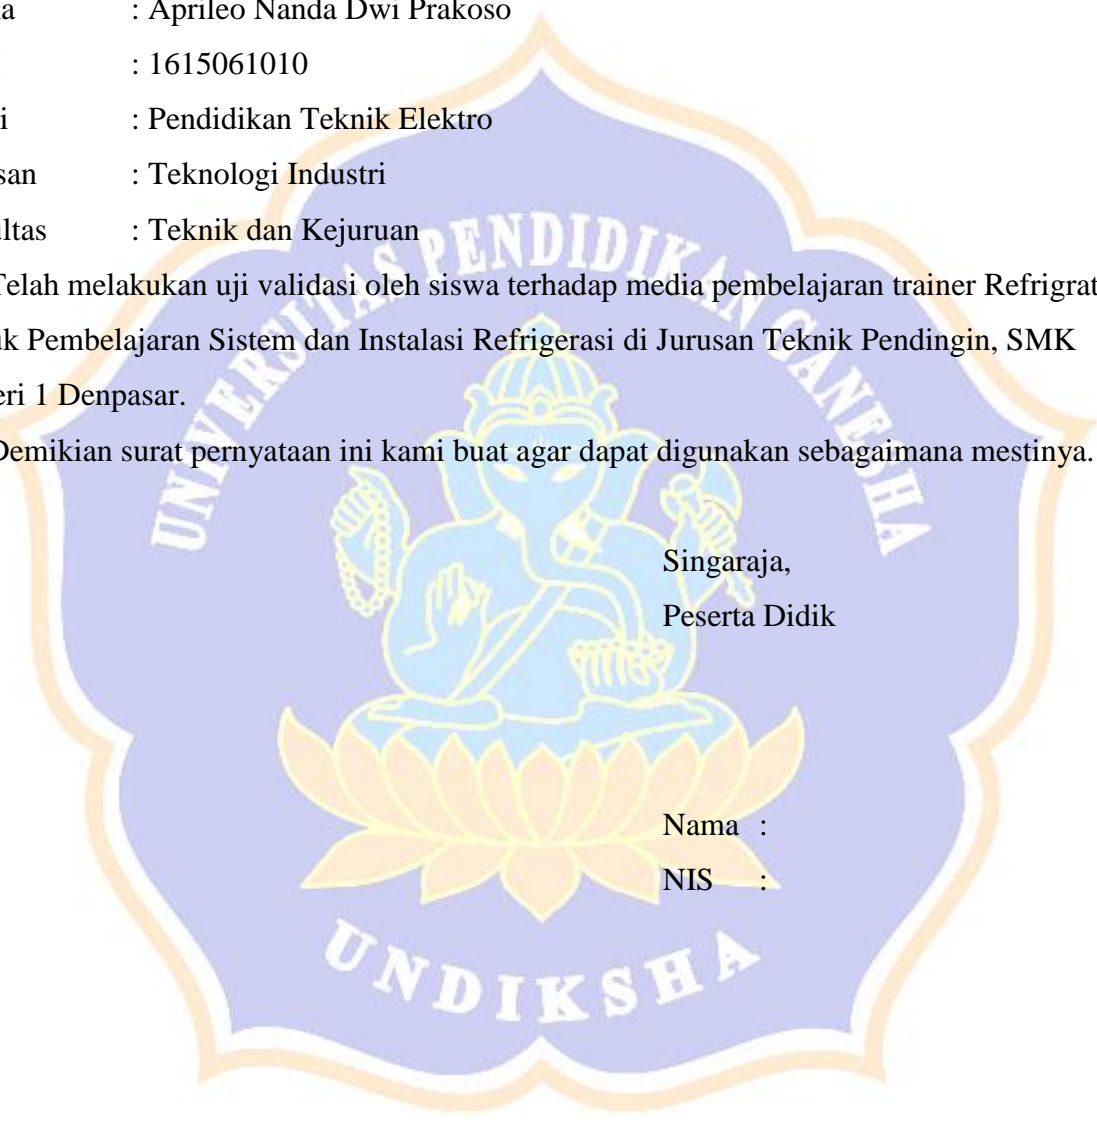 : Aprileo Nanda Dwi Prakoso
: 1615061010
: Pendidikan Teknik Elektro
: Teknologi Industri
: Teknik dan Kejuruan
Telah melakukan uji validasi oleh siswa terhadap media pembelajaran trainer Refrigrat
Pembelajaran Sistem dan Instalasi Refrigerasi di Jurusan Teknik Pendingin, SMK
eri 1 Denpasar.
Demikian surat pernyataan ini kami buat agar dapat digunakan sebagaimana mestinya.
Singaraja,
Peserta Didik
Nama :
NIS :
UNIVERSITAS PENDIDIKAN GANESHA
UNDIKSHA